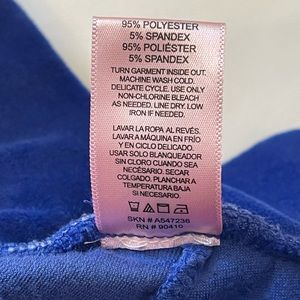 95% POLYESTER
5% SPANDEX
95% POLIÉSTER
5% SPANDEX
TURN GARMENT INSIDE OUT.
MACHINE WASH COLD.
DELICATE CYCLE. USE ONLY
NON-CHLORINE BLEACH
AS NEEDED. LINE DRY. LOW
IRON IF NEEDED.
LAVAR LA ROPA AL REVÉS.
LAVAR A MÁQUINA EN FRÍO
Y EN CICLO DELICADO.
USAR SOLO BLANQUEADOR
SIN CLORO CUANDO SEA
NECESÁRIO. SECAR
COLGADO. PLANCHAR A
TEMPERATURA BAJA
SI NECESARIO.
SKN # A547236
RN # 90410